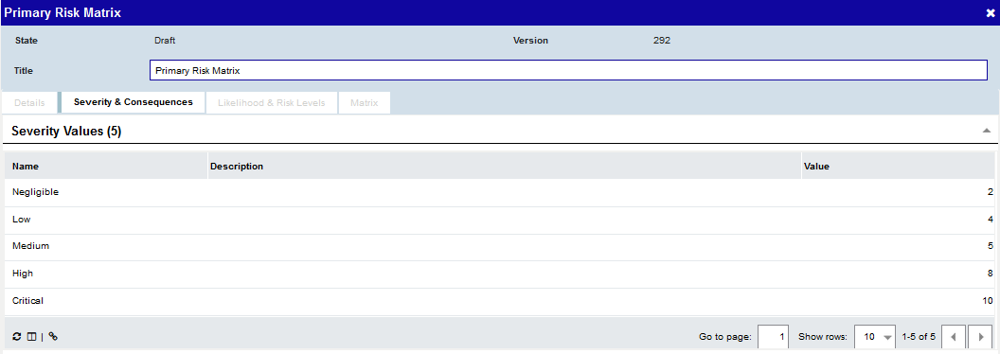 Primary Risk Matrix
State Draft Version 292
Title Primary Risk Matrix
Details Severity & Consequences Likelihood & Risk Levels Matrix
Severity Values (5)
Name Description Value
Negligible 2
Low 4
Medium 5
High 8
Critical 10
Go to page: 1 Show rows: 10 1-5 of 5